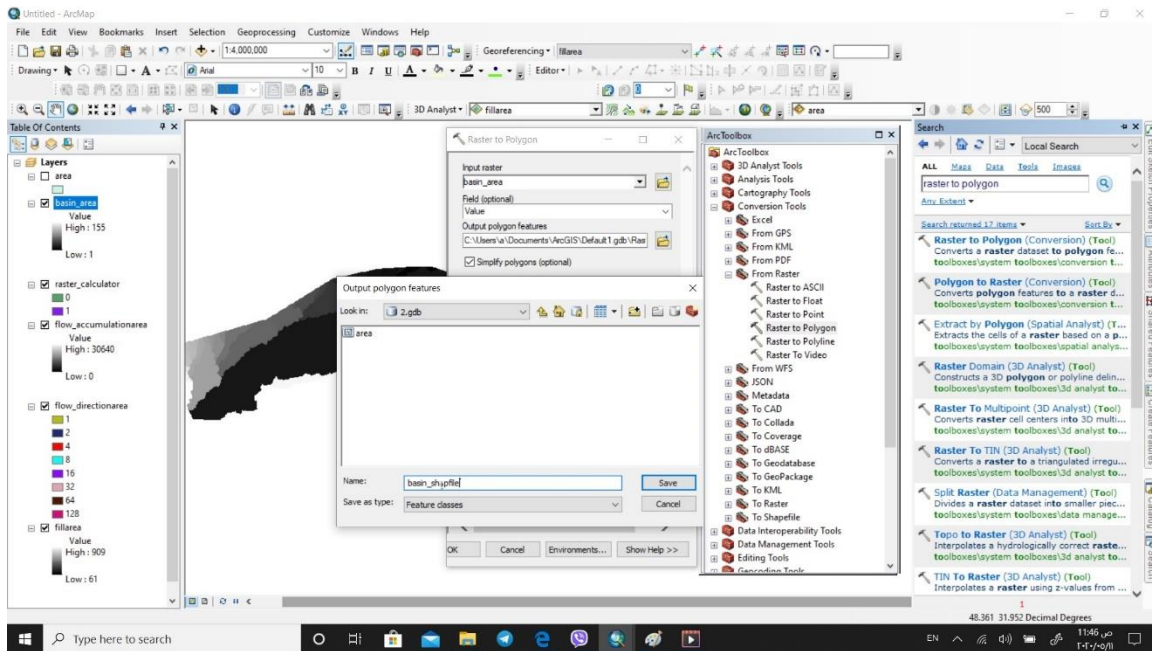 Untitled - ArcMap
File Edit View Bookmarks Insert Selection Geoprocessing Customize Windows Help
1:4,000,000 Georeferencing fillarea
Drawing Arial 10 B I U A Editor
3D Analyst fillarea area 500
Table Of Contents
Layers
area
basin_area
Value
High : 155
Low : 1
raster_calculator
0
1
flow_accumulationarea
Value
High : 30640
Low : 0
flow_directionarea
1
2
4
8
16
32
64
128
fillarea
Value
High : 909
Low : 61
Raster to Polygon
Input raster
basin_area
Field (optional)
Value
Output polygon features
C:\Users\a\Documents\ArcGIS\Default1.gdb\Ras
Simplify polygons (optional)
Output polygon features
Look in: 2.gdb
area
Name: basin_shpfile
Save
Save as type: Feature classes
Cancel
OK Cancel Environments... Show Help >>
ArcToolbox
ArcToolbox
3D Analyst Tools
Analysis Tools
Cartography Tools
Conversion Tools
Excel
From GPS
From KML
From PDF
From Raster
Raster to ASCII
Raster to Float
Raster to Point
Raster to Polygon
Raster to Polyline
Raster To Video
From WFS
JSON
Metadata
To CAD
To Collada
To Coverage
To dBASE
To Geodatabase
To GeoPackage
To KML
To Raster
To Shapefile
Data Interoperability Tools
Data Management Tools
Editing Tools
Geocoding Tools
Search
Local Search
ALL Maps Data Tools Images
raster to polygon
Any Extent
Search returned 17 items Sort By
Raster to Polygon (Conversion) (Tool)
Converts a raster dataset to polygon fe...
toolboxes\system toolboxes\conversion t...
Polygon to Raster (Conversion) (Tool)
Converts polygon features to a raster d...
toolboxes\system toolboxes\conversion t...
Extract by Polygon (Spatial Analyst) (T...
Extracts the cells of a raster based on a p...
toolboxes\system toolboxes\spatial analys...
Raster Domain (3D Analyst) (Tool)
Constructs a 3D polygon or polyline delin...
toolboxes\system toolboxes\3d analyst to...
Raster To Multipoint (3D Analyst) (Tool)
Converts raster cell centers into 3D multi...
toolboxes\system toolboxes\3d analyst to...
Raster To TIN (3D Analyst) (Tool)
Converts a raster to a triangulated irregu...
toolboxes\system toolboxes\3d analyst to...
Split Raster (Data Management) (Tool)
Divides a raster dataset into smaller piec...
toolboxes\system toolboxes\data manage...
Topo to Raster (3D Analyst) (Tool)
Interpolates a hydrologically correct raste...
toolboxes\system toolboxes\3d analyst to...
TIN To Raster (3D Analyst) (Tool)
Interpolates a raster using z-values from ...
1
48.361 31.952 Decimal Degrees
Type here to search
EN
11:46 ص
٢٠٢٠/٠٥/١١